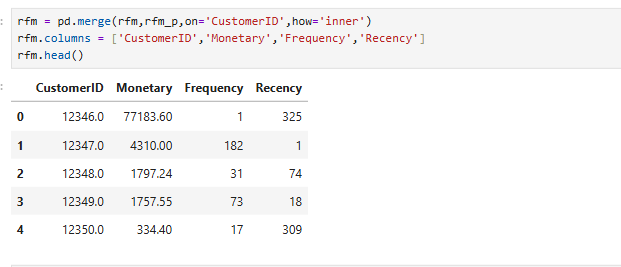 rfm = pd.merge(rfm,rfm_p,on='CustomerID',how='inner')
rfm.columns = ['CustomerID','Monetary','Frequency','Recency']
rfm.head()
CustomerID Monetary Frequency Recency
0 12346.0 77183.60 1 325
1 12347.0 4310.00 182 1
2 12348.0 1797.24 31 74
3 12349.0 1757.55 73 18
4 12350.0 334.40 17 309